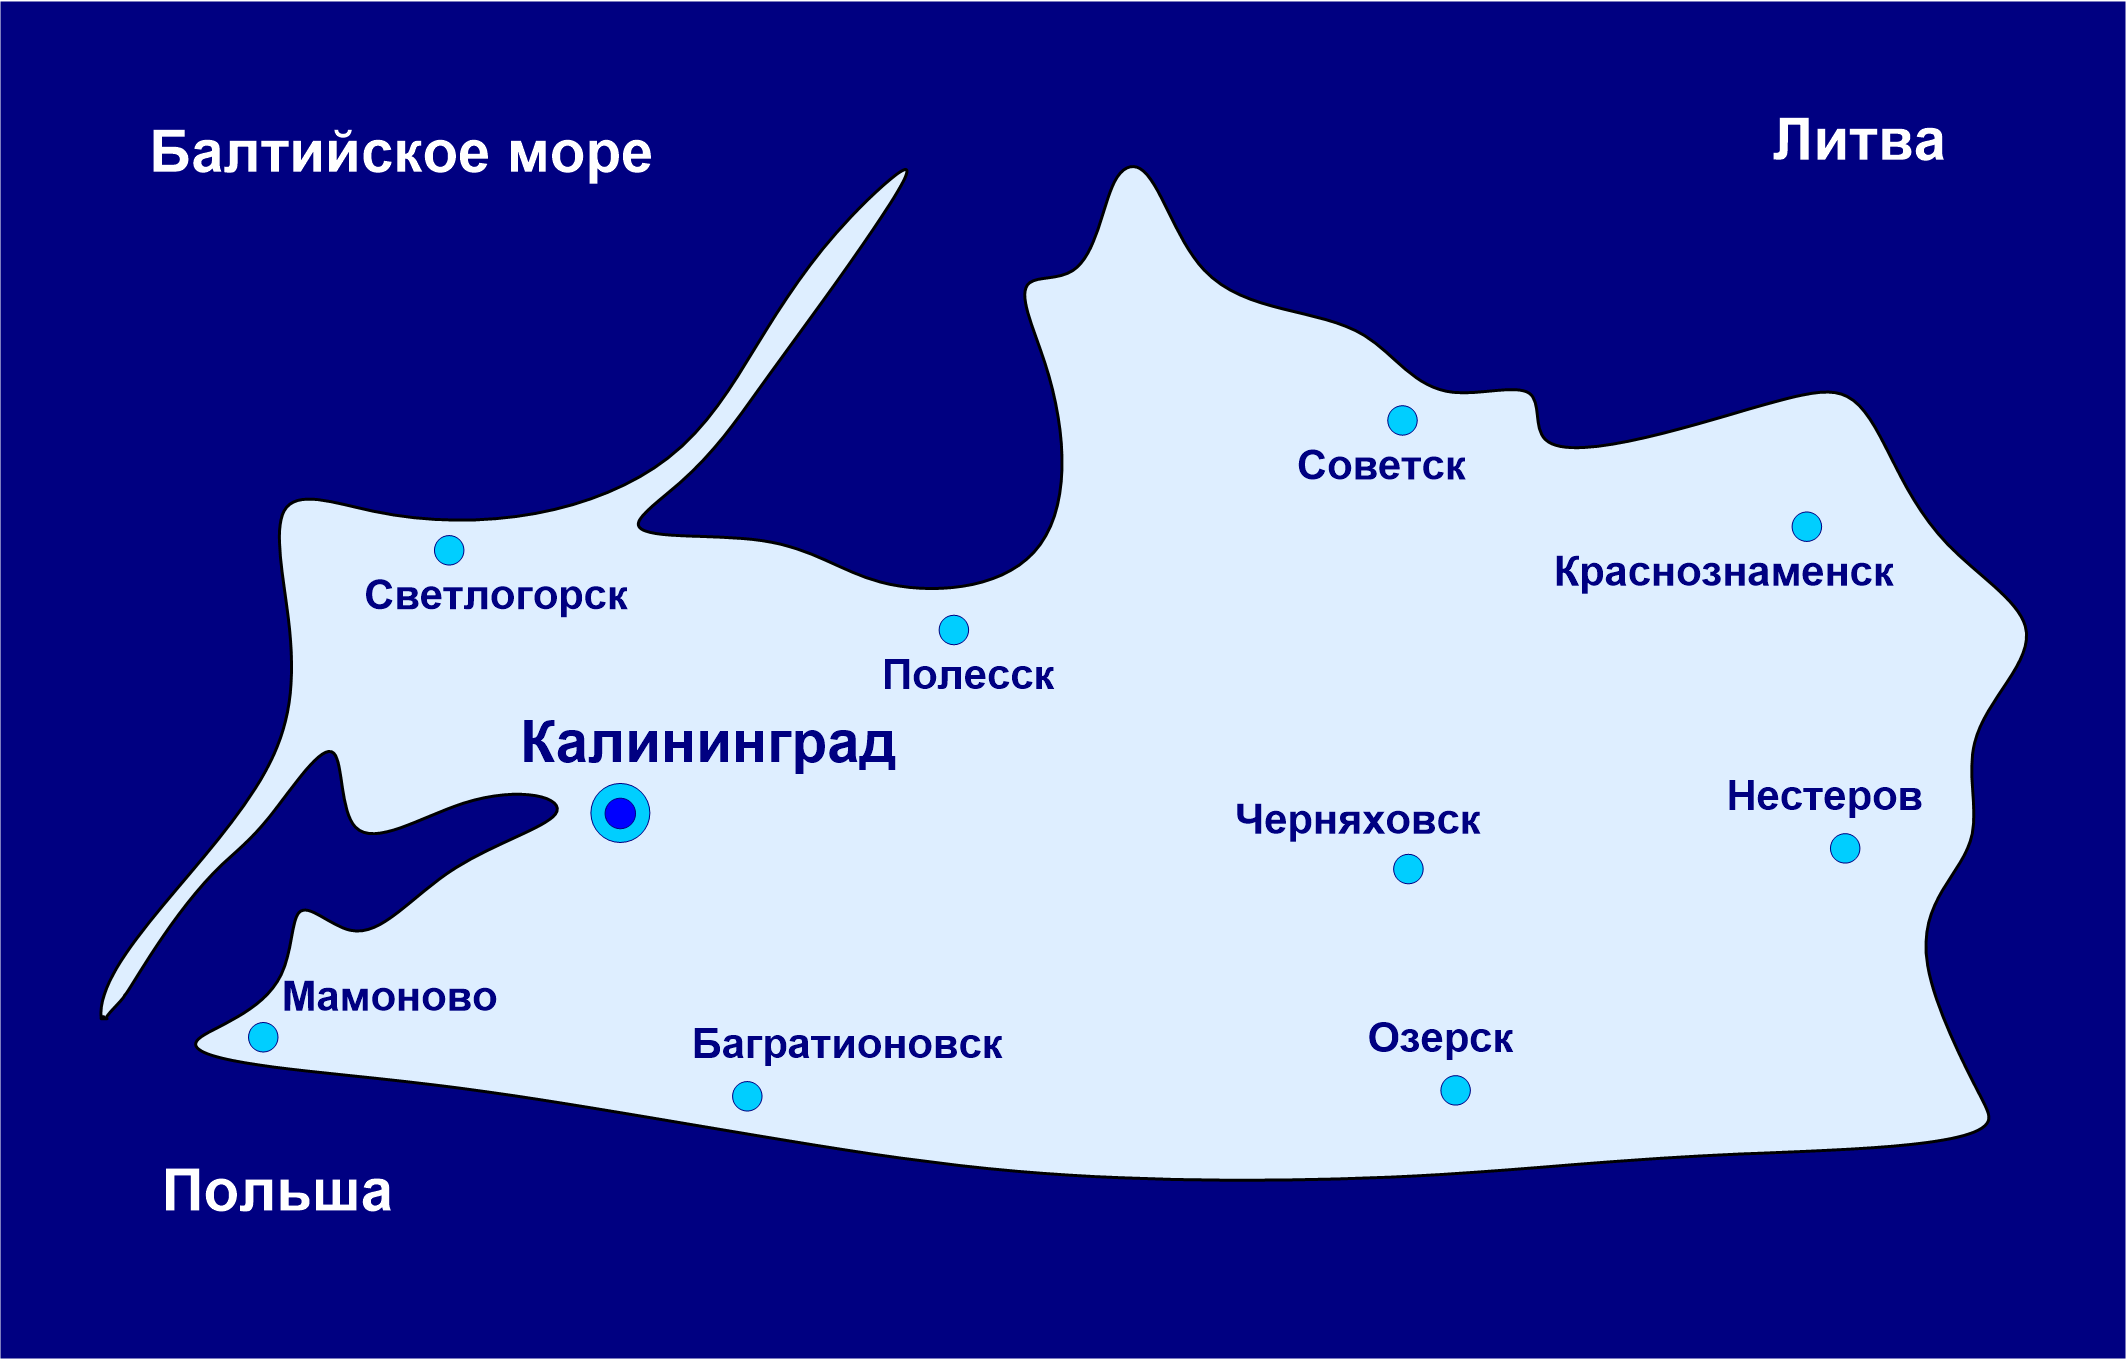 Балтийское море
Литва
Советск
Краснознаменск
Светлогорск
Полесск
Калининград
Нестеров
Черняховск
Мамоново
Багратионовск
Озерск
Польша